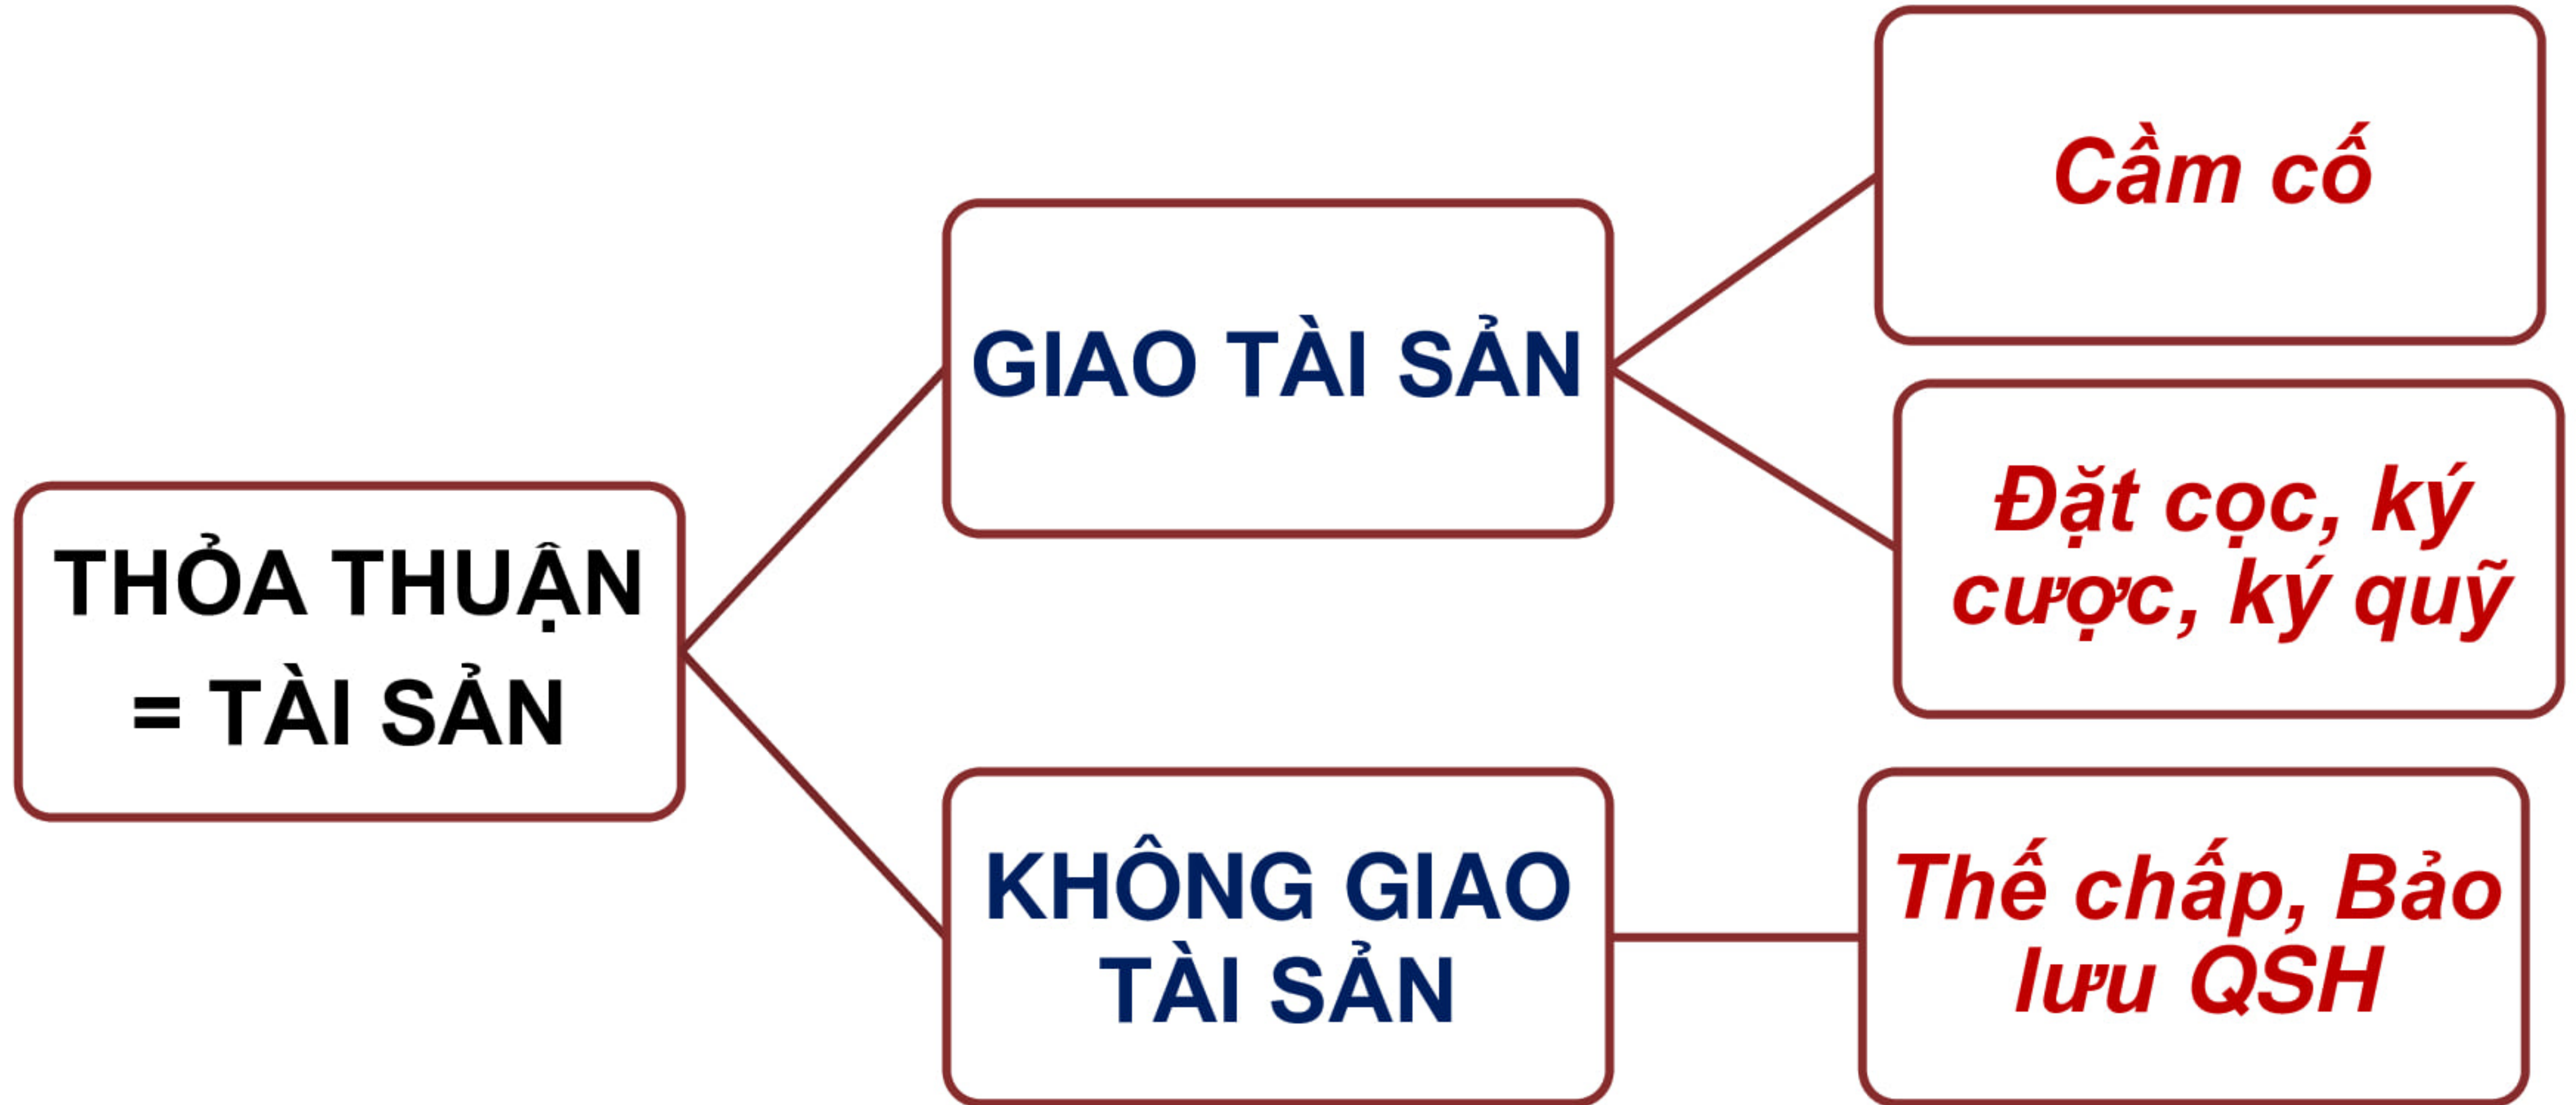 THỎA THUẬN
= TÀI SẢN
GIAO TÀI SẢN
Cầm cố
Đặt cọc, ký
cược, ký quỹ
KHÔNG GIAO
TÀI SẢN
Thế chấp, Bảo
lưu QSH